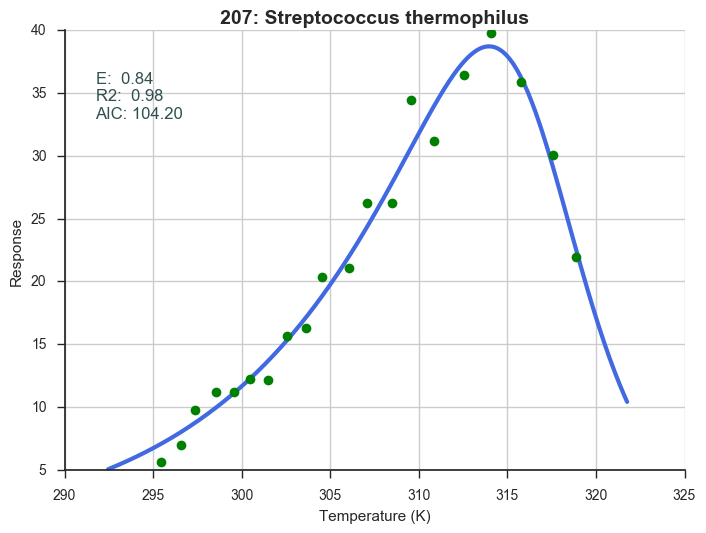 207: Streptococcus thermophilus
E:  0.84
R2:  0.98
AIC: 104.20
Response
40
35
30
25
20
15
10
5
290 295 300 305 310 315 320 325
Temperature (K)